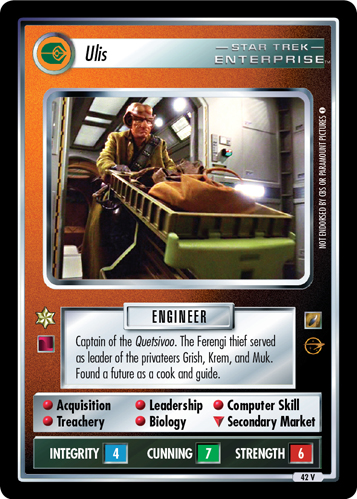 Ulis
STAR TREK
ENTERPRISE™
NOT ENDORSED BY CBS OR PARAMOUNT PICTURES
ENGINEER
Captain of the Quetsivoo. The Ferengi thief served
as leader of the privateers Grish, Krem, and Muk.
Found a future as a cook and guide.
Acquisition Leadership Computer Skill
Treachery Biology Secondary Market
INTEGRITY 4 CUNNING 7 STRENGTH 6
42 V